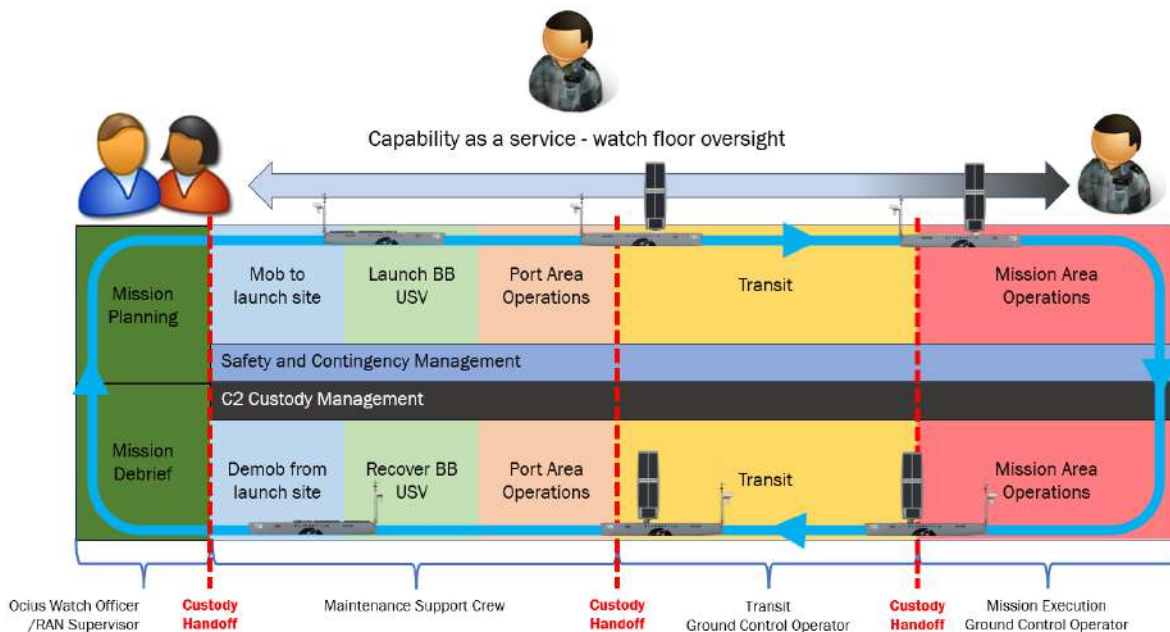 Capability as a service - watch floor oversight
Mission
Planning
Mob to
launch site
Launch BB
USV
Port Area
Operations
Transit
Mission Area
Operations
Safety and Contingency Management
C2 Custody Management
Mission
Debrief
Demob from
launch site
Recover BB
USV
Port Area
Operations
Transit
Mission Area
Operations
Ocius Watch Officer
/RAN Supervisor
Custody
Handoff
Maintenance Support Crew
Custody
Handoff
Transit
Ground Control Operator
Custody
Handoff
Mission Execution
Ground Control Operator